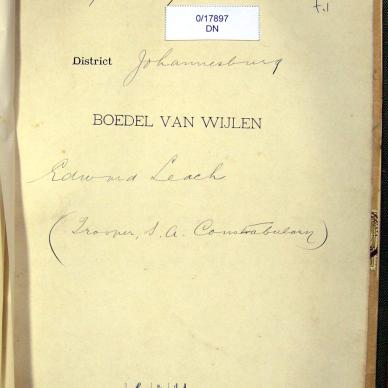 0/17897
DN
f.1
District Johannesburg
BOEDEL VAN WIJLEN
Edward Leach
(Trooper, S. A. Constabulary)